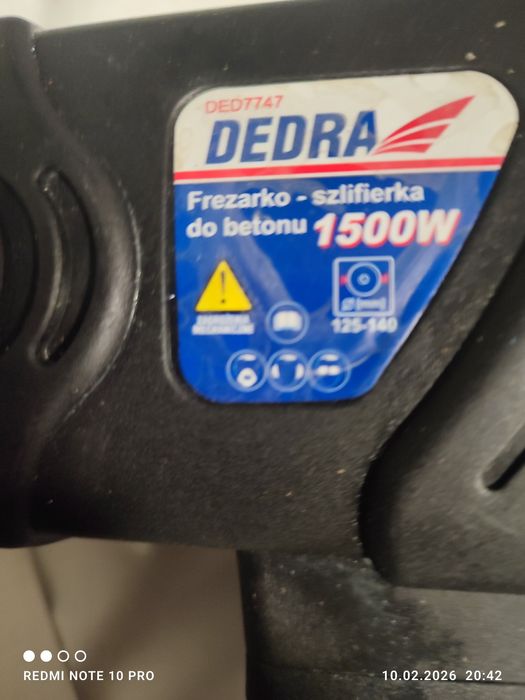 DED7747
DEDRA
Frezarko - szlifierka
do betonu 1500W
Ø [mm]
125-140
REDMI NOTE 10 PRO
10.02.2026 20:42